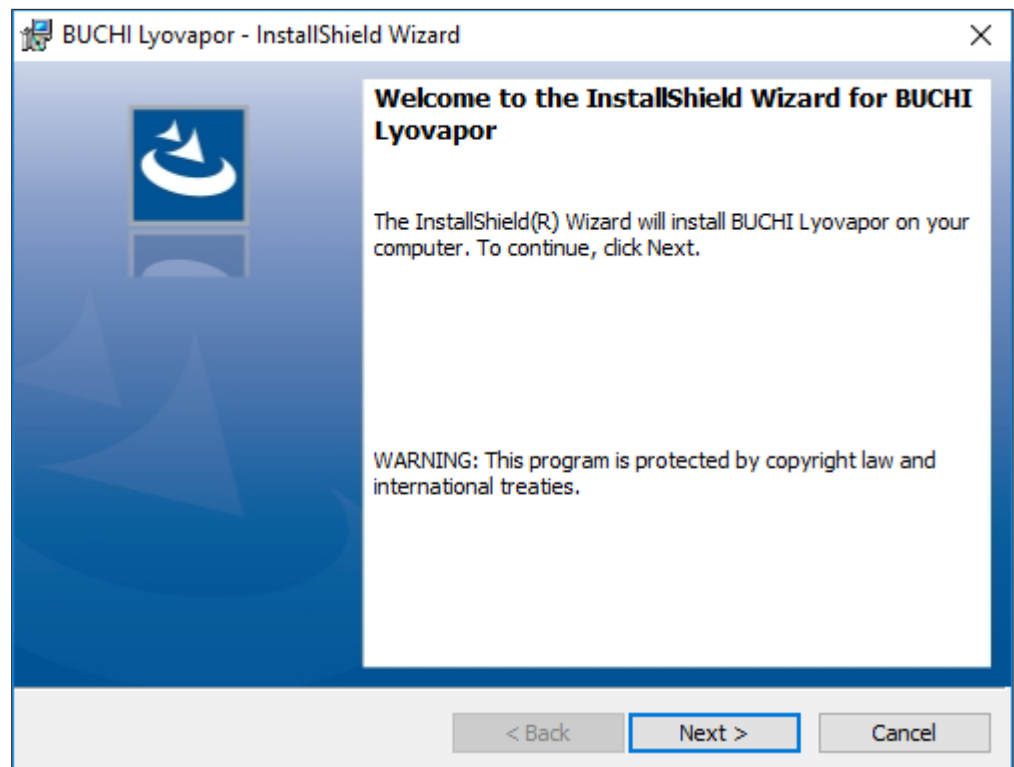 BUCHI Lyovapor - InstallShield Wizard
Welcome to the InstallShield Wizard for BUCHI
Lyovapor
The InstallShield(R) Wizard will install BUCHI Lyovapor on your
computer. To continue, click Next.
WARNING: This program is protected by copyright law and
international treaties.
< Back
Next >
Cancel